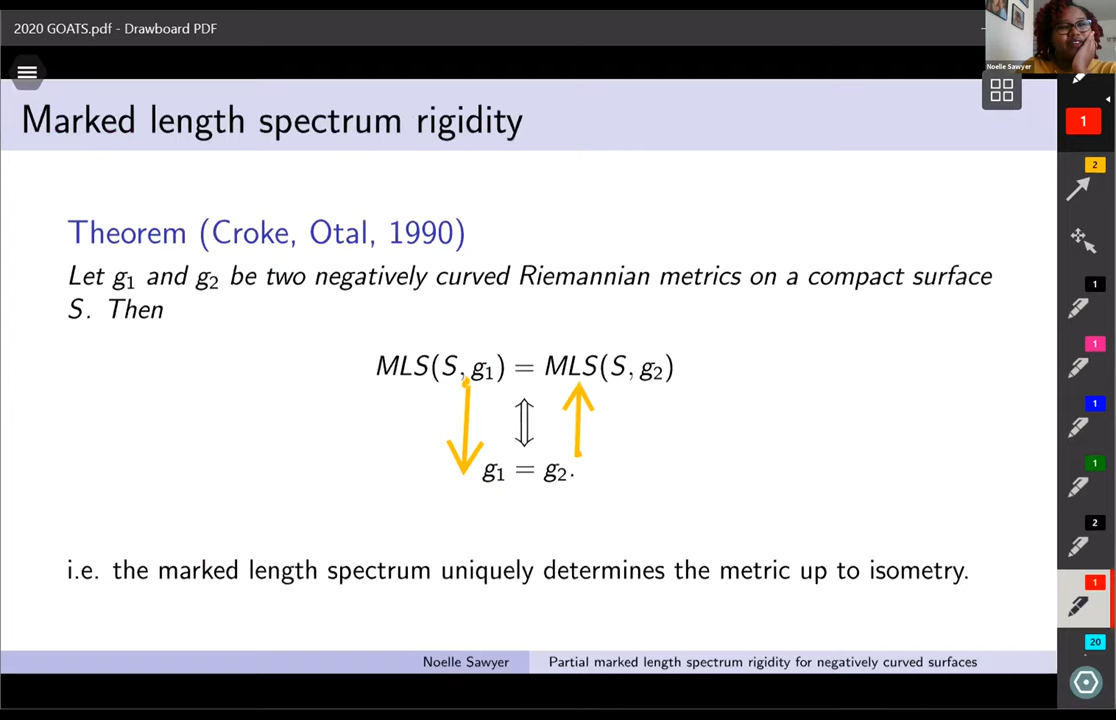 2020 GOATS.pdf - Drawboard PDF
Noelle Sawyer
Marked length spectrum rigidity
1
2
Theorem (Croke, Otal, 1990)
Let g₁ and g₂ be two negatively curved Riemannian metrics on a compact surface
S. Then
1
1
MLS(S, g₁) = MLS(S, g₂)
⇕
1
g₁ = g₂.
1
2
i.e. the marked length spectrum uniquely determines the metric up to isometry.
1
20
Noelle Sawyer Partial marked length spectrum rigidity for negatively curved surfaces